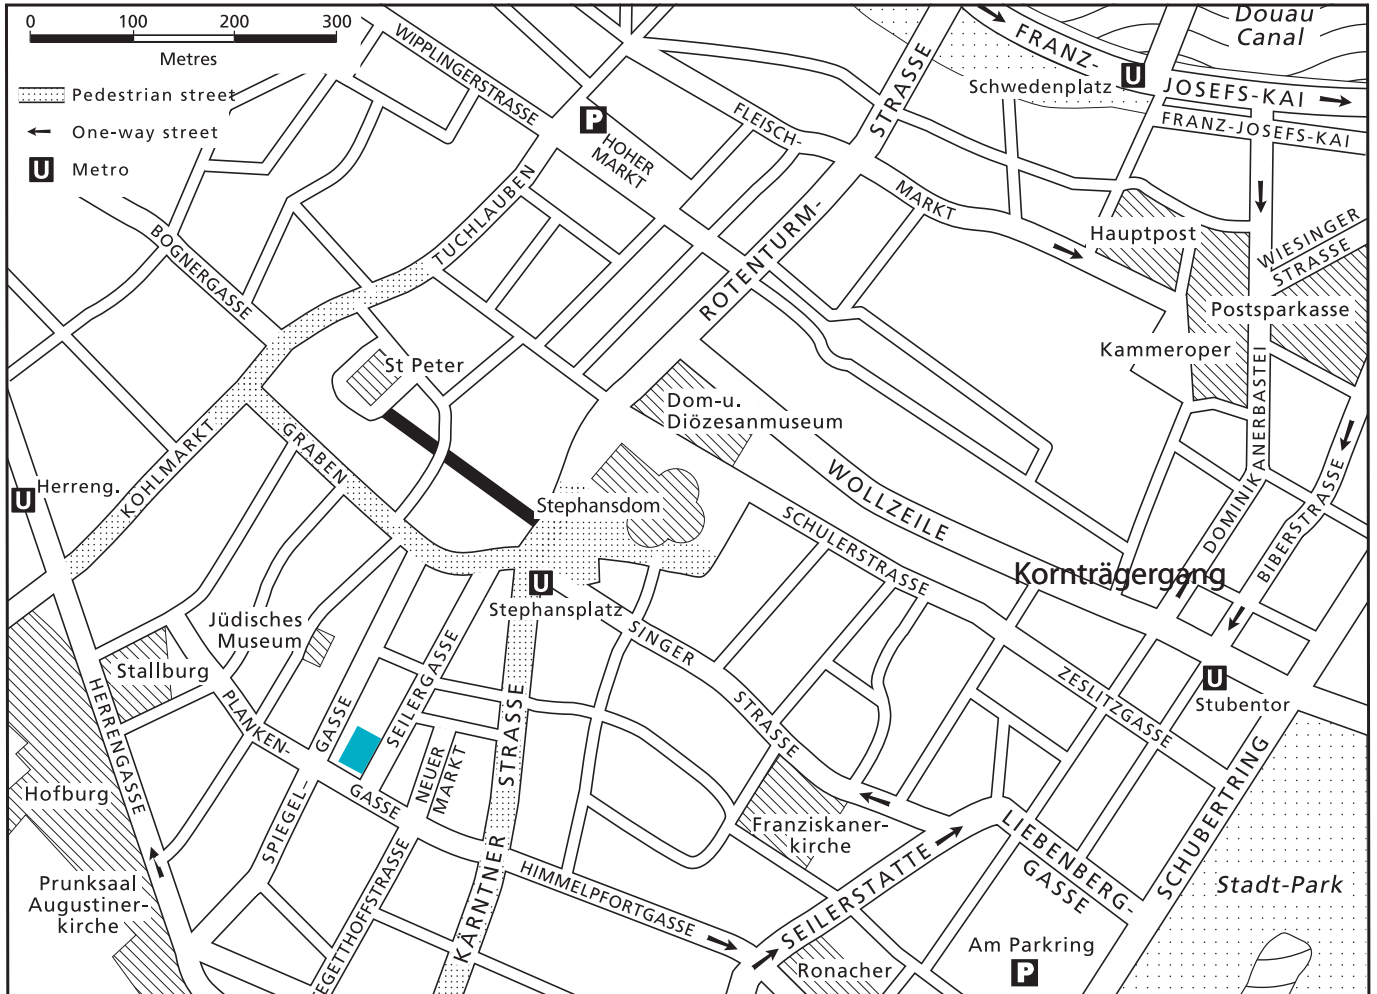 0 100 200 300
Metres
Pedestrian street
One-way street
U Metro
WIPPLINGERSTRASSE
P
HOHER
MARKT
FLEISCH-
MARKT
STRASSE
ROTENTURM-
FRANZ-
JOSEFS-KAI
FRANZ-JOSEFS-KAI
Douau
Canal
Schwedenplatz
U
TUCHLAUBEN
BOGNERGASSE
Hauptpost
WIESINGER
STRASSE
Postsparkasse
Kammeroper
St Peter
Dom-u.
Diözesanmuseum
GRABEN
KOHLMARKT
U Herreng.
Stephansdom
WOLLZEILE
SCHULERSTRASSE
DOMINIKANERBASTEI
BIBERSTRASSE
Kornträgergang
U
Stephansplatz
Jüdisches
Museum
Stallburg
SINGER
STRASSE
SEILERGASSE
PLANKEN-
GASSE
SPIEGEL-
GASSE
NEUER
MARKT
KÄRNTNER
STRASSE
ZESLITZGASSE
U
Stubentor
HERRENGASSE
Hofburg
Prunksaal
Augustiner-
kirche
EGETTHOFFSTRASSE
HIMMELPFORTGASSE
Franziskaner-
kirche
SEILERSTATTE
LIEBENBERG-
GASSE
SCHUBERTRING
Stadt-Park
Am Parkring
P
Ronacher